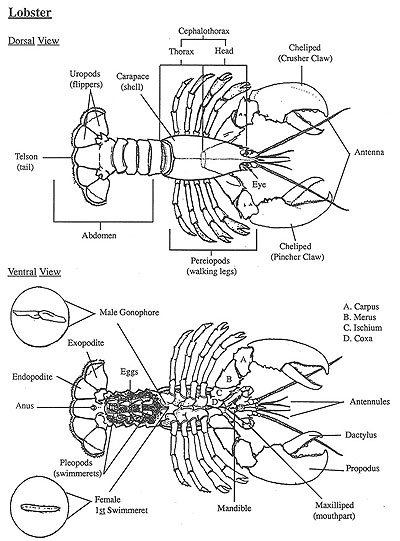 Lobster
Dorsal View
Cephalothorax
Thorax
Head
Cheliped
(Crusher Claw)
Uropods
(flippers)
Carapace
(shell)
Antenna
Telson
(tail)
Eye
Abdomen
Pereiopods
(walking legs)
Cheliped
(Pincher Claw)
Ventral View
Male Gonophore
A. Carpus
B. Merus
C. Ischium
D. Coxa
Exopodite
Eggs
A
B
C
D
Endopodite
Anus
Antennules
Dactylus
Pleopods
(swimmerets)
Propodus
Female
1st Swimmeret
Mandible
Maxilliped
(mouthpart)